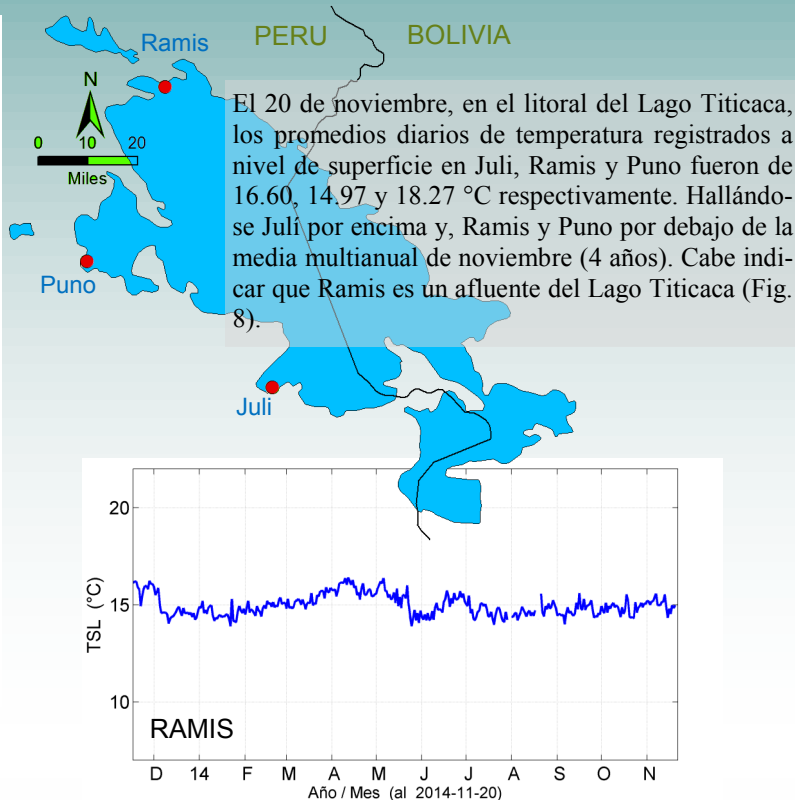 Ramis
PERU
BOLIVIA
N
0 10 20
Miles
El 20 de noviembre, en el litoral del Lago Titicaca,
los promedios diarios de temperatura registrados a
nivel de superficie en Juli, Ramis y Puno fueron de
16.60, 14.97 y 18.27 °C respectivamente. Hallándo-
se Julí por encima y, Ramis y Puno por debajo de la
media multianual de noviembre (4 años). Cabe indi-
car que Ramis es un afluente del Lago Titicaca (Fig.
8).
Puno
Juli
20
15
10
TSL (°C)
RAMIS
D 14 F M A M J J A S O N
Año / Mes (al 2014-11-20)